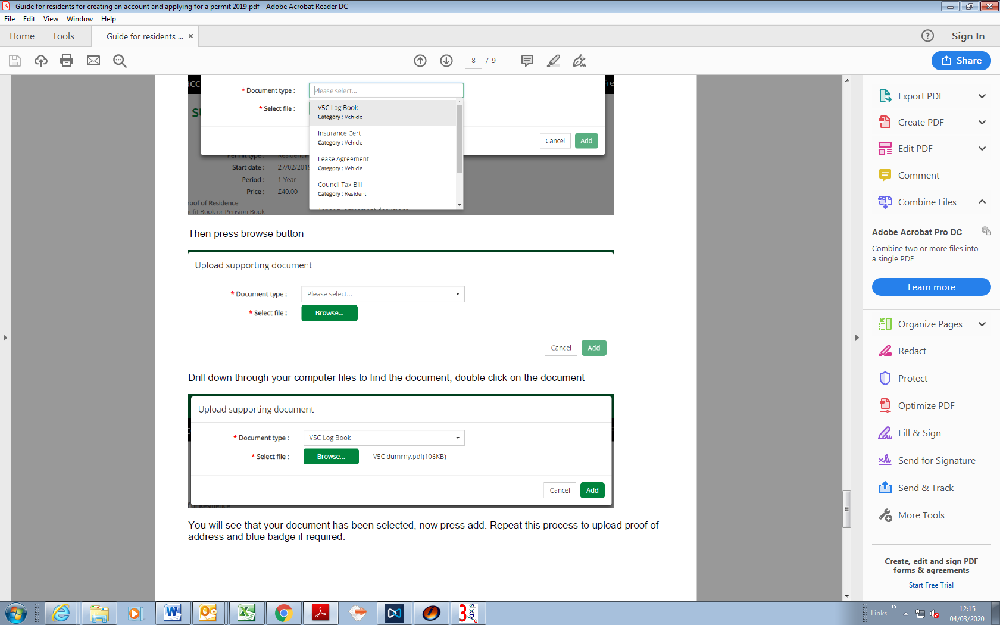 Guide for residents for creating an account and applying for a permit 2019.pdf - Adobe Acrobat Reader DC
File Edit View Window Help
Home Tools Guide for residents ... × Sign In
8 / 9
Share
acc
Fre
* Document type : Please select...
* Select file :
V5C Log Book
Category : Vehicle
Insurance Cert
Category : Vehicle
Lease Agreement
Category : Vehicle
Council Tax Bill
Category : Resident
Cancel Add
Start date : 27/02/2019
Period : 1 Year
Price : £40.00
roof of Residence
nefit Book or Pension Book
Then press browse button
Upload supporting document
* Document type : Please select...
* Select file : Browse...
Cancel Add
Drill down through your computer files to find the document, double click on the document
Upload supporting document
* Document type : V5C Log Book
* Select file : Browse... V5C dummy.pdf(106KB)
Cancel Add
You will see that your document has been selected, now press add. Repeat this process to upload proof of
address and blue badge if required.
Export PDF
Create PDF
Edit PDF
Comment
Combine Files
Adobe Acrobat Pro DC
Combine two or more files into
a single PDF
Learn more
Organize Pages
Redact
Protect
Optimize PDF
Fill & Sign
Send for Signature
Send & Track
More Tools
Create, edit and sign PDF
forms & agreements
Start Free Trial
3sixty
Links »
12:15
04/03/2020